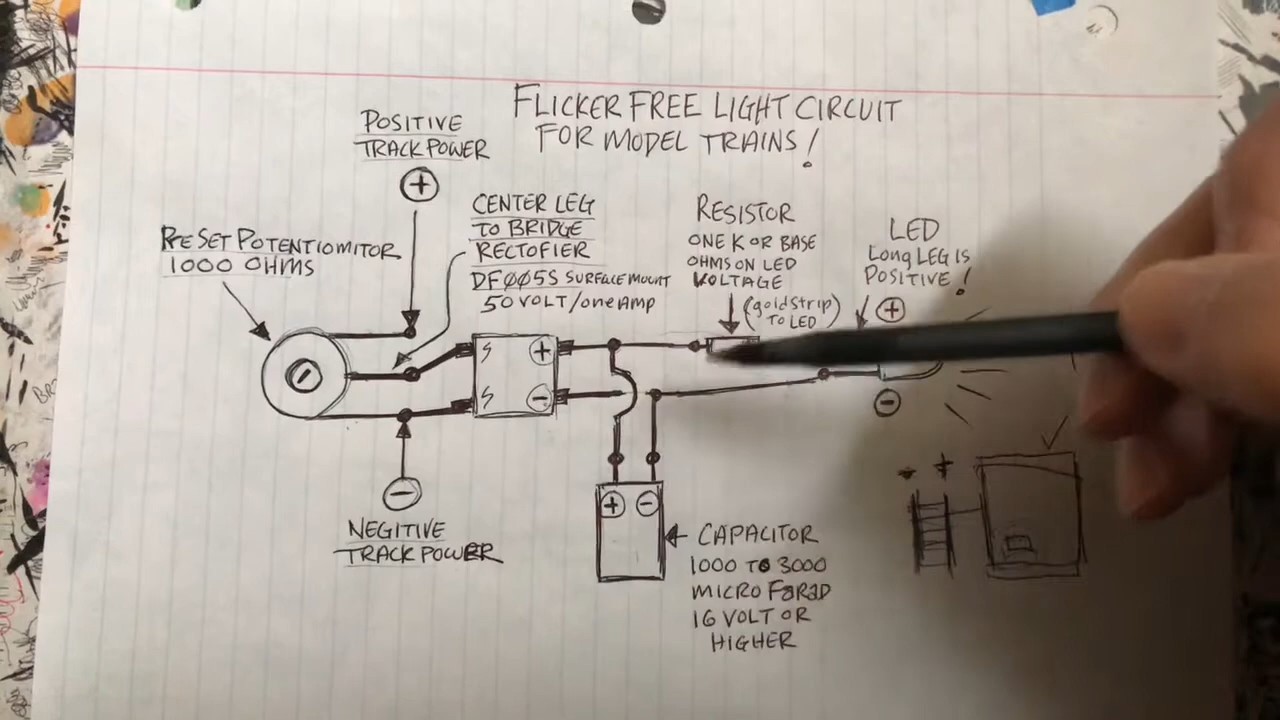 FLICKER FREE LIGHT CIRCUIT
FOR MODEL TRAINS!
POSITIVE
TRACK POWER
+
RESET POTENTIOMITOR
1000 OHMS
CENTER LEG
TO BRIDGE
RECTOFIER
DF005S SURFACE MOUNT
50 VOLT/one Amp
RESISTOR
ONE K OR BASE
OHMS ON LED
VOLTAGE
(gold strip)
TO LED
LED
Long LEG IS
POSITIVE!
+
S +
S -
-
-
NEGITIVE
TRACK POWER
+ -
CAPACITOR
1000 TO 3000
MICRO FARAD
16 VOLT OR
HIGHER
- +